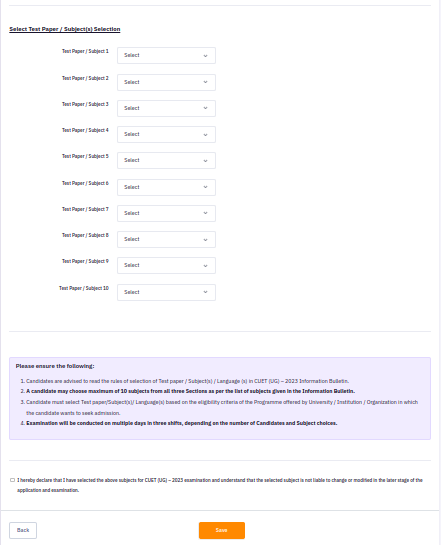 Select Test Paper / Subject(s) Selection
Test Paper / Subject 1
Select
Test Paper / Subject 2
Select
Test Paper / Subject 3
Select
Test Paper / Subject 4
Select
Test Paper / Subject 5
Select
Test Paper / Subject 6
Select
Test Paper / Subject 7
Select
Test Paper / Subject 8
Select
Test Paper / Subject 9
Select
Test Paper / Subject 10
Select
Please ensure the following:
1. Candidates are advised to read the rules of selection of Test paper / Subject(s) / Language (s) in CUET (UG) – 2023 Information Bulletin.
2. A candidate may choose maximum of 10 subjects from all three Sections as per the list of subjects given in the Information Bulletin.
3. Candidate must select Test paper/Subject(s)/ Language(s) based on the eligibility criteria of the Programme offered by University / Institution / Organization in which
the candidate wants to seek admission.
4. Examination will be conducted on multiple days in three shifts, depending on the number of Candidates and Subject choices.
I hereby declare that I have selected the above subjects for CUET (UG) – 2023 examination and understand that the selected subject is not liable to change or modified in the later stage of the
application and examination.
Back
Save